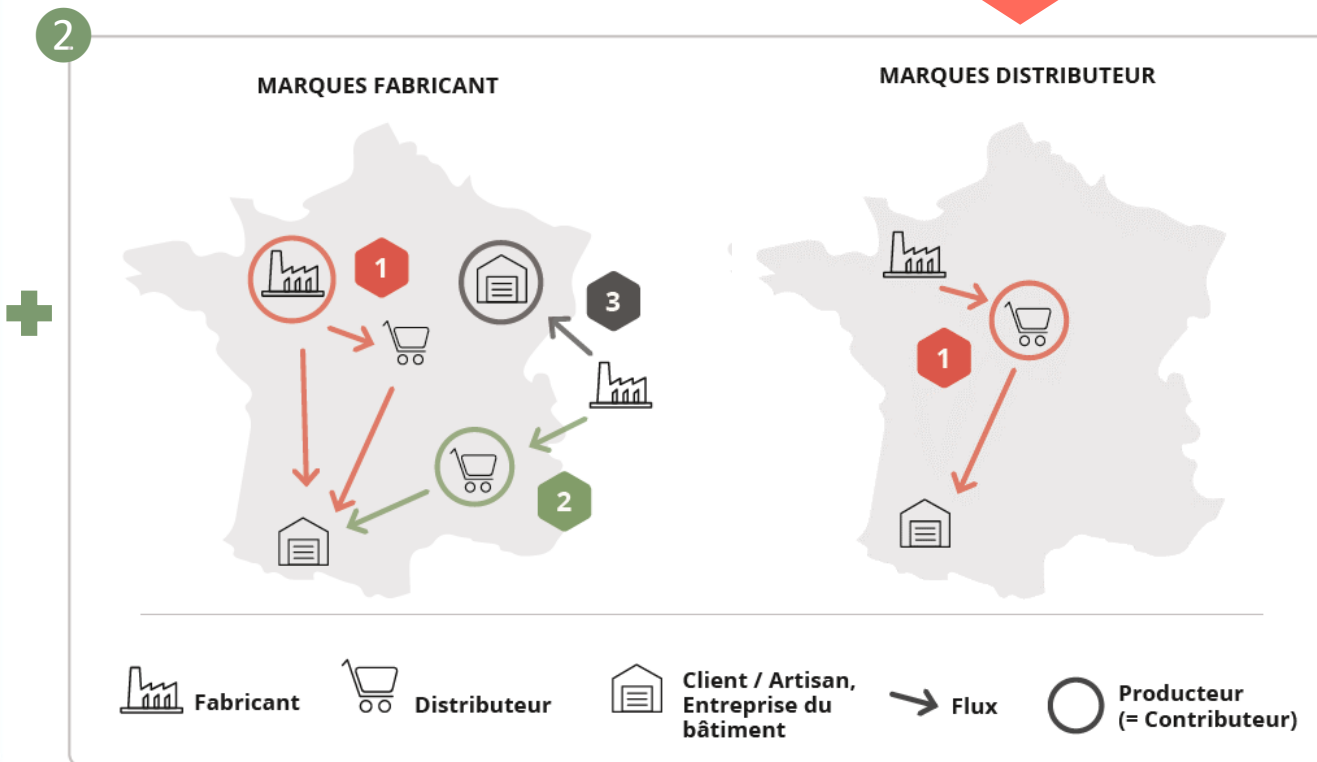 2
MARQUES FABRICANT
MARQUES DISTRIBUTEUR
1
3
2
1
Fabricant
Distributeur
Client / Artisan,
Entreprise du
bâtiment
Flux
Producteur
(= Contributeur)